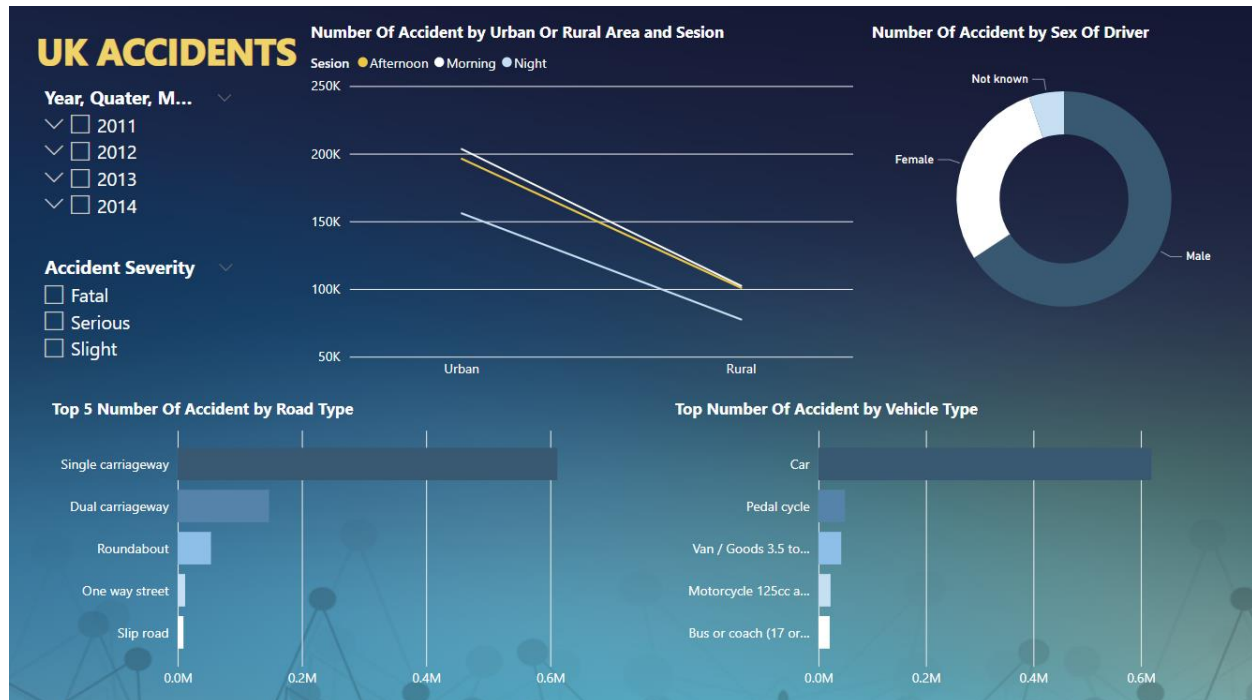 UK ACCIDENTS
Year, Quater, M...
2011
2012
2013
2014
Accident Severity
Fatal
Serious
Slight
Number Of Accident by Urban Or Rural Area and Sesion
Sesion Afternoon Morning Night
250K
200K
150K
100K
50K
Urban Rural
Number Of Accident by Sex Of Driver
Not known
Female
Male
Top 5 Number Of Accident by Road Type
Single carriageway
Dual carriageway
Roundabout
One way street
Slip road
0.0M 0.2M 0.4M 0.6M
Top Number Of Accident by Vehicle Type
Car
Pedal cycle
Van / Goods 3.5 to...
Motorcycle 125cc a...
Bus or coach (17 or...
0.0M 0.2M 0.4M 0.6M